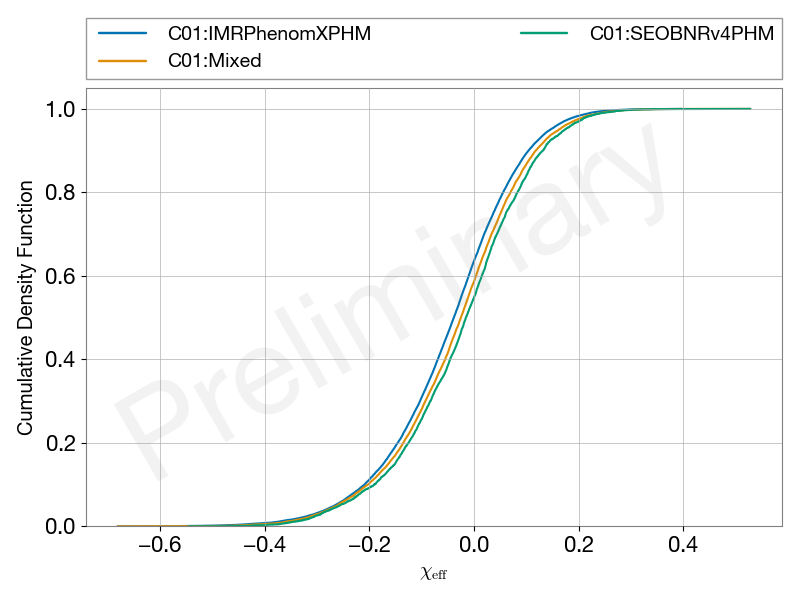 C01:IMRPhenomXPHM
C01:Mixed
C01:SEOBNRv4PHM
Preliminary
Cumulative Density Function
1.0
0.8
0.6
0.4
0.2
0.0
−0.6 −0.4 −0.2 0.0 0.2 0.4
χeff